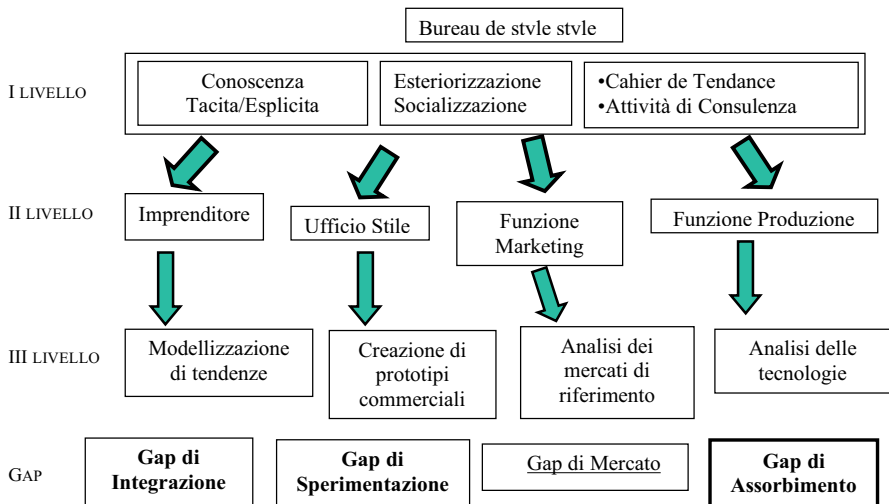 Bureau de stvle stvle
I LIVELLO
Conoscenza
Tacita/Esplicita
Esteriorizzazione
Socializzazione
•Cahier de Tendance
•Attività di Consulenza
II LIVELLO
Imprenditore
Ufficio Stile
Funzione
Marketing
Funzione Produzione
III LIVELLO
Modellizzazione
di tendenze
Creazione di
prototipi
commerciali
Analisi dei
mercati di
riferimento
Analisi delle
tecnologie
GAP
Gap di
Integrazione
Gap di
Sperimentazione
Gap di Mercato
Gap di
Assorbimento